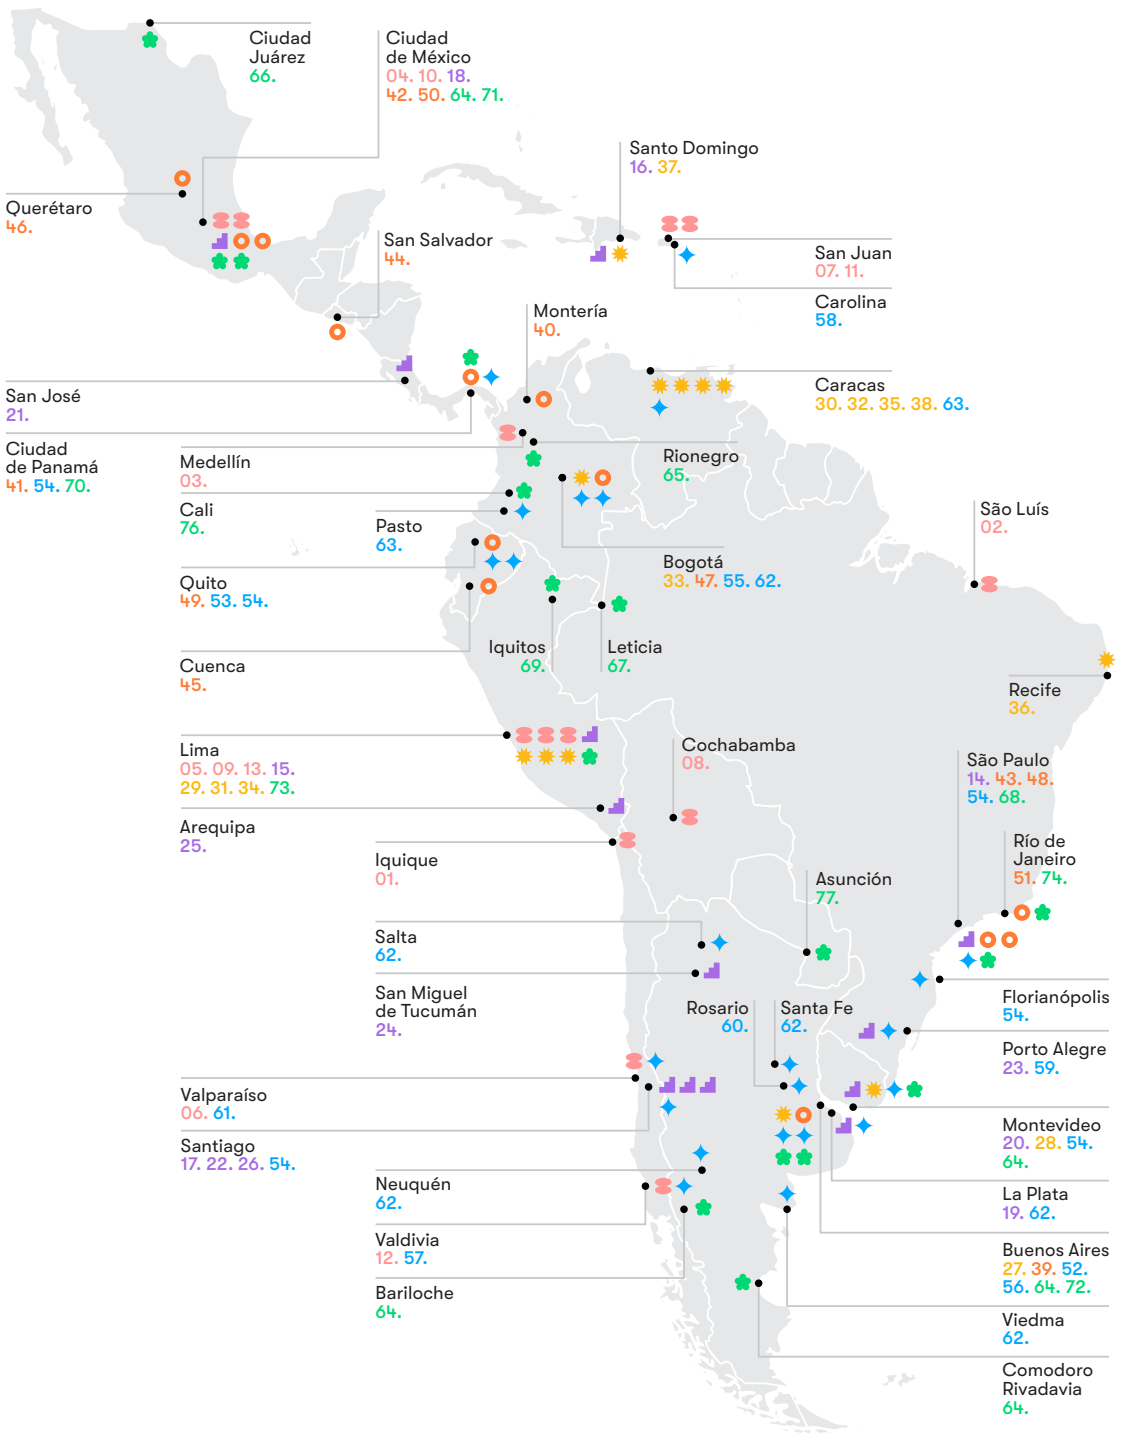 Ciudad
Juárez
66.
Ciudad
de México
04. 10. 18.
42. 50. 64. 71.
Santo Domingo
16. 37.
Querétaro
46.
San Salvador
44.
San Juan
07. 11.
Carolina
58.
Montería
40.
San José
21.
Caracas
30. 32. 35. 38. 63.
Ciudad
de Panamá
41. 54. 70.
Medellín
03.
Rionegro
65.
Cali
76.
Pasto
63.
São Luís
02.
Bogotá
33. 47. 55. 62.
Quito
49. 53. 54.
Iquitos
69.
Leticia
67.
Cuenca
45.
Recife
36.
Lima
05. 09. 13. 15.
29. 31. 34. 73.
Cochabamba
08.
São Paulo
14. 43. 48.
54. 68.
Arequipa
25.
Río de
Janeiro
51. 74.
Iquique
01.
Asunción
77.
Salta
62.
San Miguel
de Tucumán
24.
Rosario
60.
Santa Fe
62.
Florianópolis
54.
Porto Alegre
23. 59.
Valparaíso
06. 61.
Santiago
17. 22. 26. 54.
Montevideo
20. 28. 54.
64.
Neuquén
62.
La Plata
19. 62.
Valdivia
12. 57.
Buenos Aires
27. 39. 52.
56. 64. 72.
Bariloche
64.
Viedma
62.
Comodoro
Rivadavia
64.